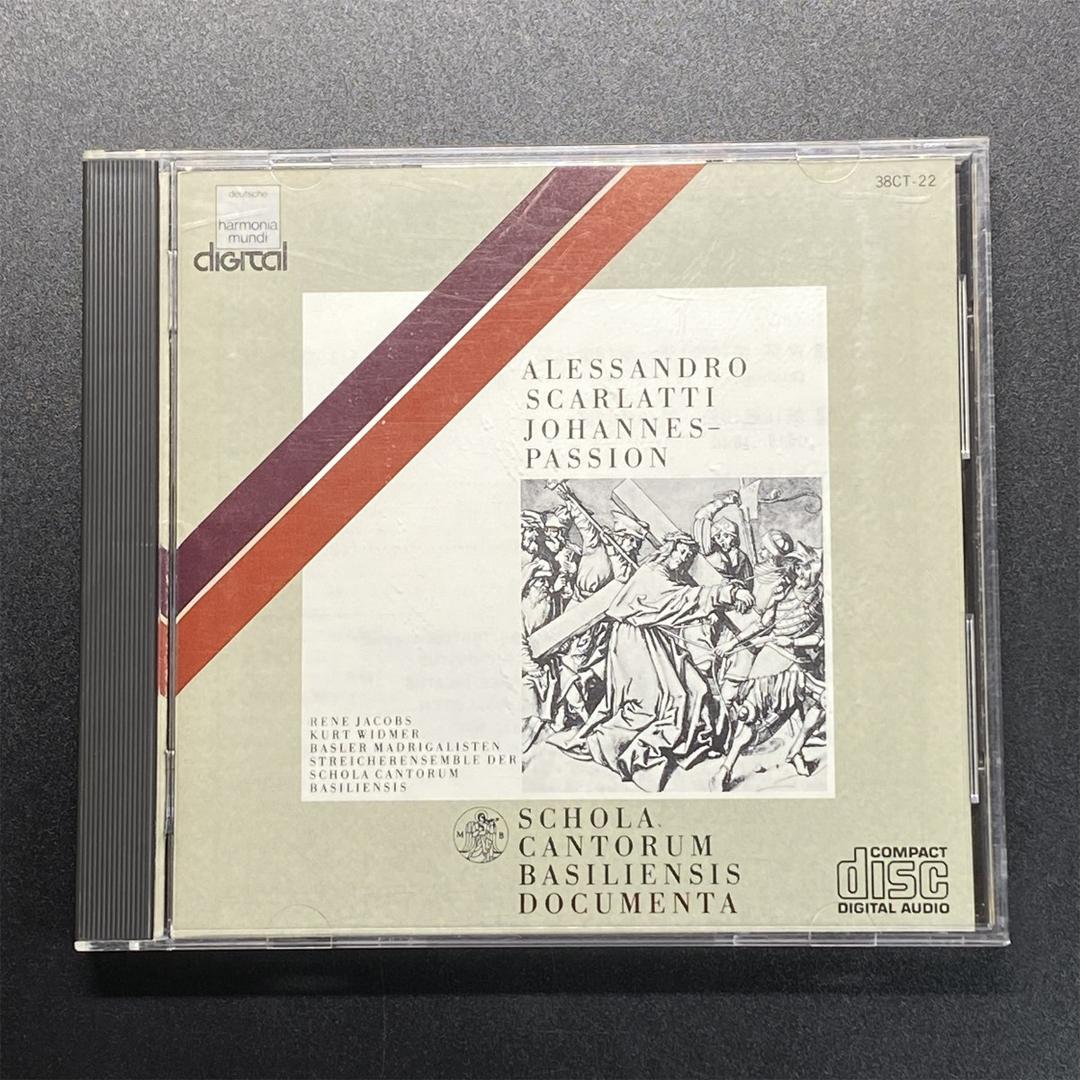 deutsche
harmonia
mundi
digital
38CT-22
ALESSANDRO
SCARLATTI
JOHANNES-
PASSION
RENE JACOBS
KURT WIDMER
BASLER MADRIGALISTEN
STREICHERENSEMBLE DER
SCHOLA CANTORUM
BASILIENSIS
M B
SCHOLA
CANTORUM
BASILIENSIS
DOCUMENTA
COMPACT
disc
DIGITAL AUDIO